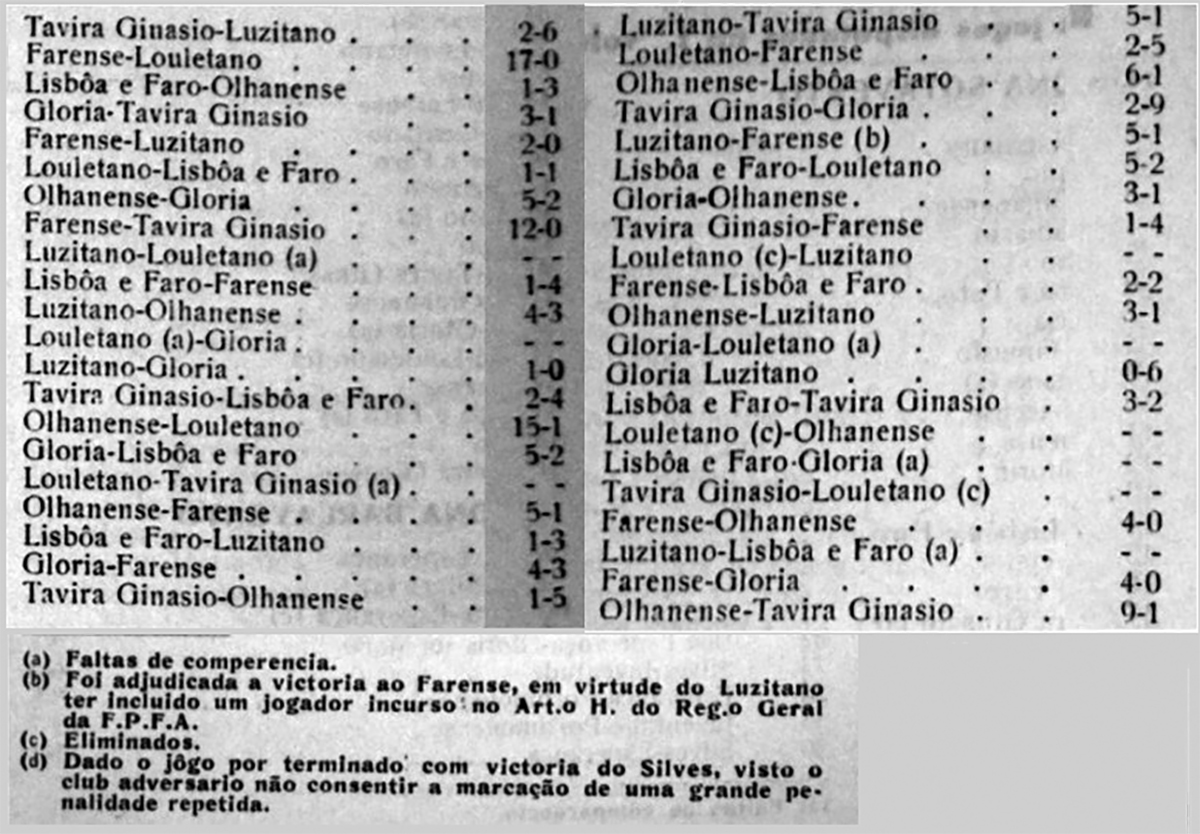 Tavira Ginasio-Luzitano . . . 2-6
Farense-Louletano . . . . 17-0
Lisbôa e Faro-Olhanense . . 1-3
Gloria-Tavira Ginasio . . 3-1
Farense-Luzitano . . . . 2-0
Louletano-Lisbôa e Faro . . . 1-1
Olhanense-Gloria . . . 5-2
Farense-Tavira Ginasio . . . 12-0
Luzitano-Louletano (a) . . . - -
Lisbôa e Faro-Farense . . 1-4
Luzitano-Olhanense . . . . 4-3
Louletano (a)-Gloria . . . . - -
Luzitano-Gloria . . . . . 1-0
Tavira Ginasio-Lisbôa e Faro. . 2-4
Olhanense-Louletano . . . 15-1
Gloria-Lisbôa e Faro . . . 5-2
Louletano-Tavira Ginasio (a) . . - -
Olhanense-Farense . . . . 5-1
Lisbôa e Faro-Luzitano . . . 1-3
Gloria-Farense . . . . . 4-3
Tavira Ginasio-Olhanense . . 1-5
Luzitano-Tavira Ginasio . . 5-1
Louletano-Farense . . . 2-5
Olhanense-Lisbôa e Faro . . 6-1
Tavira Ginasio-Gloria . . . 2-9
Luzitano-Farense (b) . . . 5-1
Lisbôa e Faro-Louletano . . 5-2
Gloria-Olhanense . . . . 3-1
Tavira Ginasio-Farense . . 1-4
Louletano (c)-Luzitano . . - -
Farense-Lisbôa e Faro . . . 2-2
Olhanense-Luzitano . . . 3-1
Gloria-Louletano (a) . . . - -
Gloria Luzitano . . . . 0-6
Lisbôa e Faro-Tavira Ginasio . 3-2
Louletano (c)-Olhanense . . - -
Lisbôa e Faro-Gloria (a) . . - -
Tavira Ginasio-Louletano (c) . - -
Farense-Olhanense . . . . 4-0
Luzitano-Lisbôa e Faro (a) . . - -
Farense-Gloria . . . . 4-0
Olhanense-Tavira Ginasio . . 9-1
(a) Faltas de comperencia.
(b) Foi adjudicada a victoria ao Farense, em virtude do Luzitano
ter incluido um jogador incurso no Art.o H. do Reg.o Geral
da F.P.F.A.
(c) Eliminados.
(d) Dado o jôgo por terminado com victoria do Silves, visto o
club adversario não consentir a marcação de uma grande pe-
nalidade repetida.